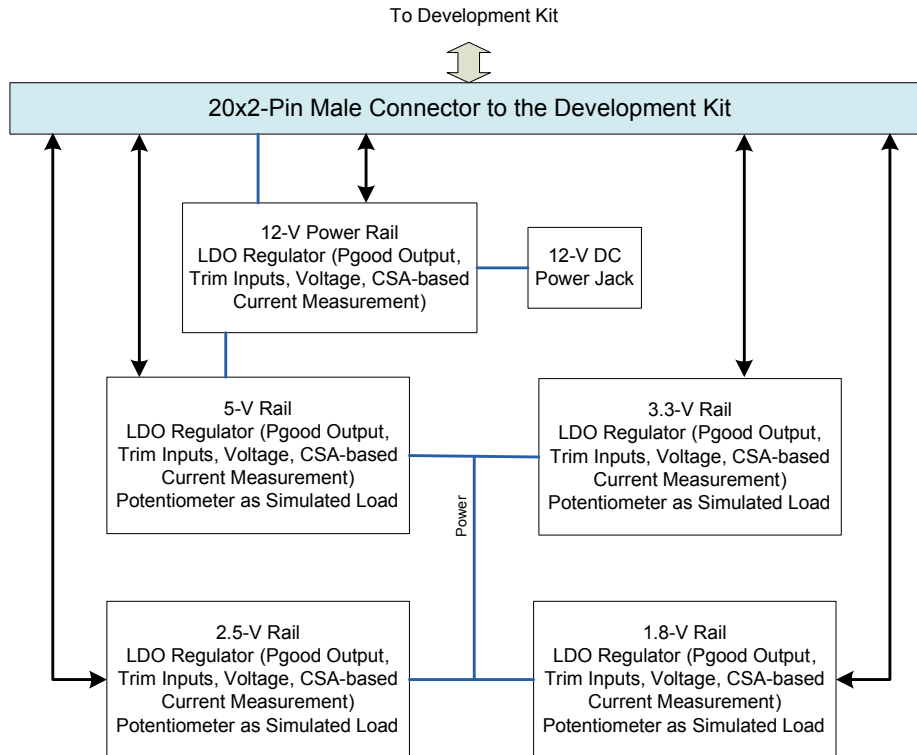 To Development Kit
20x2-Pin Male Connector to the Development Kit
12-V Power Rail
LDO Regulator (Pgood Output,
Trim Inputs, Voltage, CSA-based
Current Measurement)
12-V DC
Power Jack
5-V Rail
LDO Regulator (Pgood Output,
Trim Inputs, Voltage, CSA-based
Current Measurement)
Potentiometer as Simulated Load
3.3-V Rail
LDO Regulator (Pgood Output,
Trim Inputs, Voltage, CSA-based
Current Measurement)
Potentiometer as Simulated Load
Power
2.5-V Rail
LDO Regulator (Pgood Output,
Trim Inputs, Voltage, CSA-based
Current Measurement)
Potentiometer as Simulated Load
1.8-V Rail
LDO Regulator (Pgood Output,
Trim Inputs, Voltage, CSA-based
Current Measurement)
Potentiometer as Simulated Load